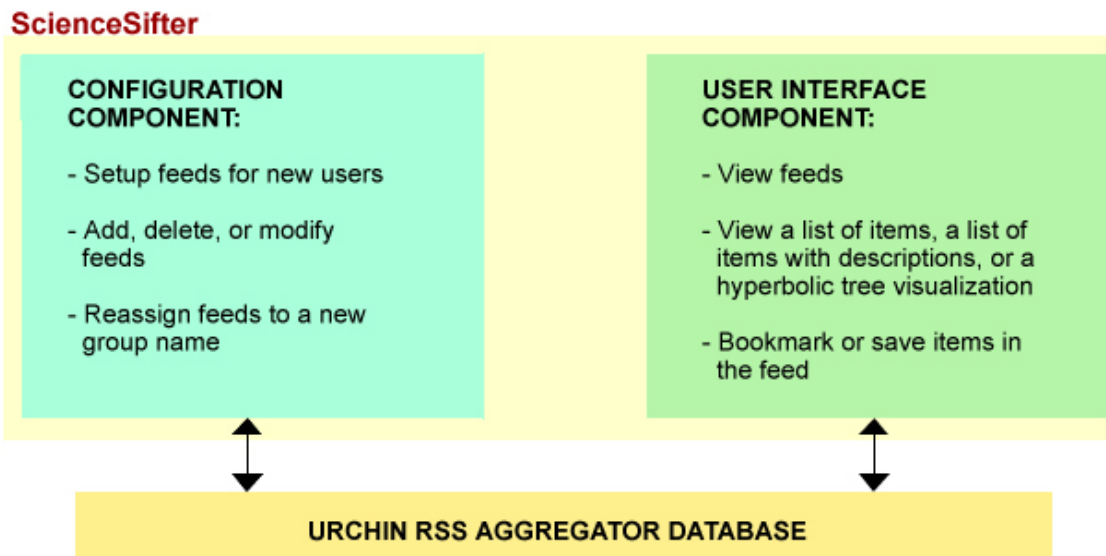 ScienceSifter
CONFIGURATION
COMPONENT:
- Setup feeds for new users
- Add, delete, or modify
feeds
- Reassign feeds to a new
group name
USER INTERFACE
COMPONENT:
- View feeds
- View a list of items, a list of
items with descriptions, or a
hyperbolic tree visualization
- Bookmark or save items in
the feed
URCHIN RSS AGGREGATOR DATABASE